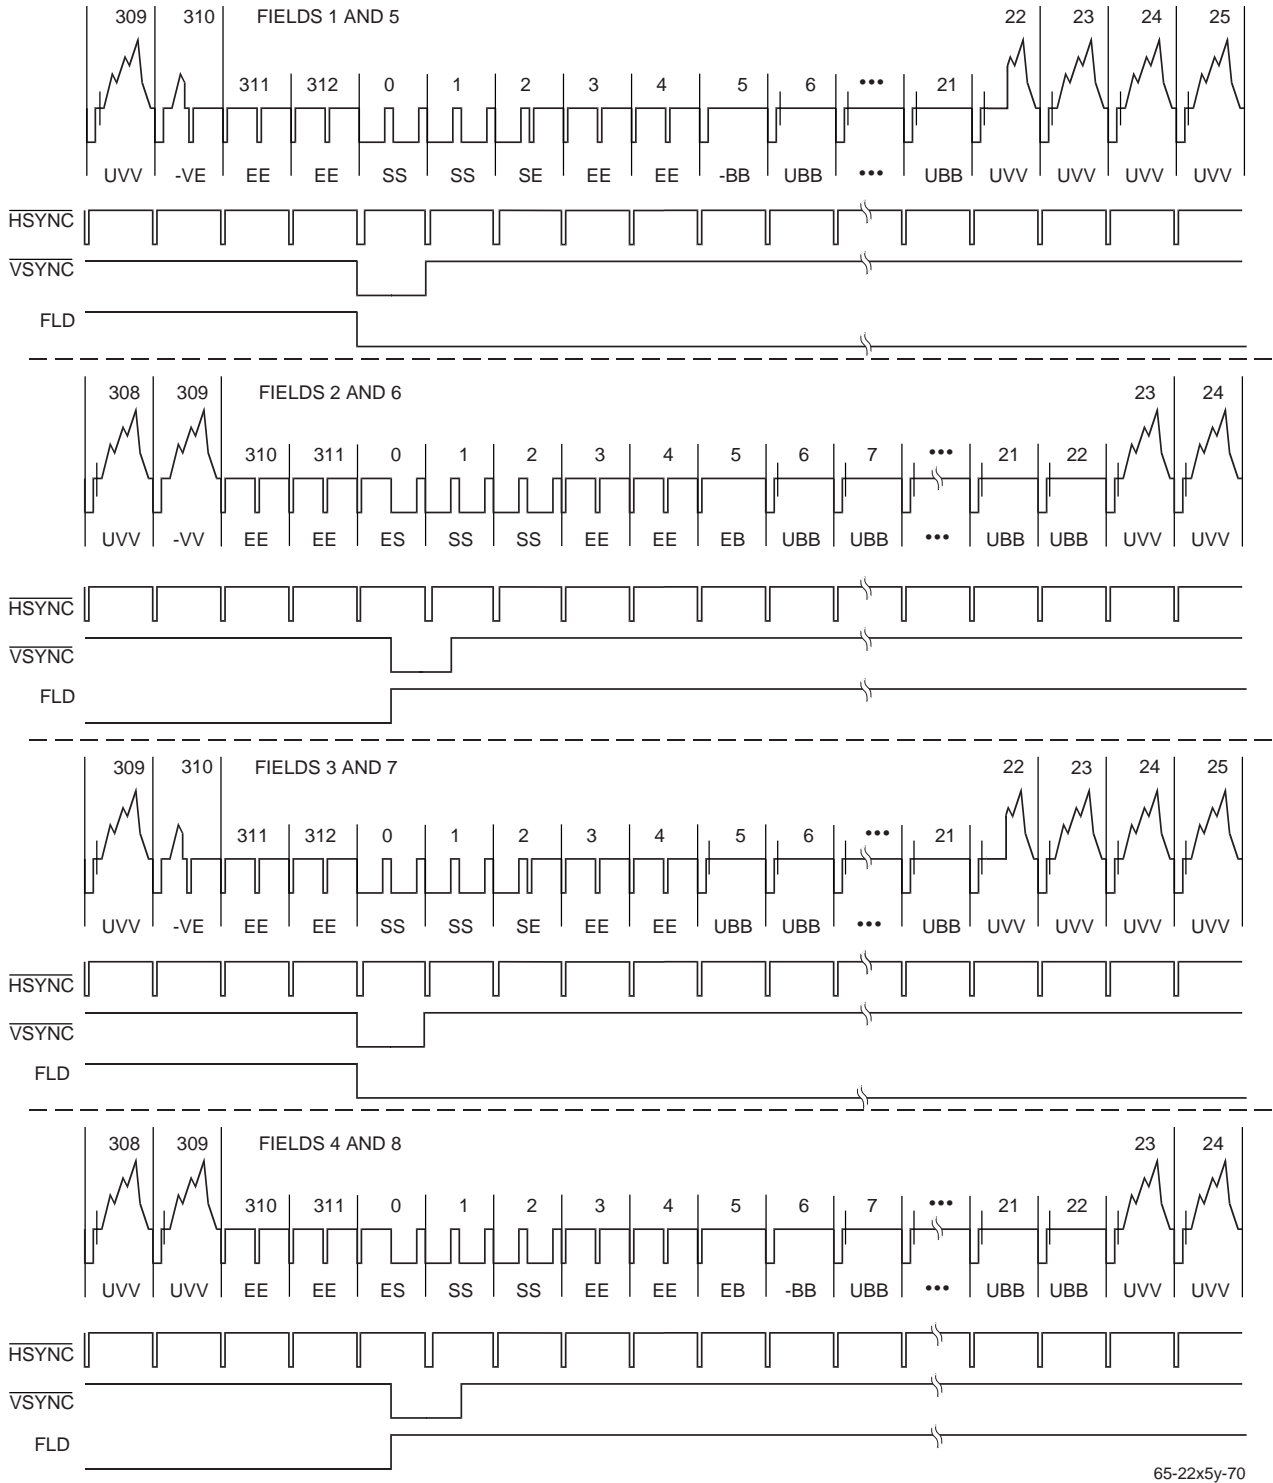 309 310 FIELDS 1 AND 5 22 23 24 25
311 312 0 1 2 3 4 5 6 ••• 21
UVV -VE EE EE SS SS SE EE EE -BB UBB ••• UBB UVV UVV UVV UVV
HSYNC
VSYNC
FLD
308 309 FIELDS 2 AND 6 23 24
310 311 0 1 2 3 4 5 6 7 ••• 21 22
UVV -VV EE EE ES SS SS EE EE EB UBB UBB ••• UBB UBB UVV UVV
HSYNC
VSYNC
FLD
309 310 FIELDS 3 AND 7 22 23 24 25
311 312 0 1 2 3 4 5 6 ••• 21
UVV -VE EE EE SS SS SE EE EE UBB UBB ••• UBB UVV UVV UVV UVV
HSYNC
VSYNC
FLD
308 309 FIELDS 4 AND 8 23 24
310 311 0 1 2 3 4 5 6 7 ••• 21 22
UVV UVV EE EE ES SS SS EE EE EB -BB UBB ••• UBB UBB UVV UVV
HSYNC
VSYNC
FLD
65-22x5y-70